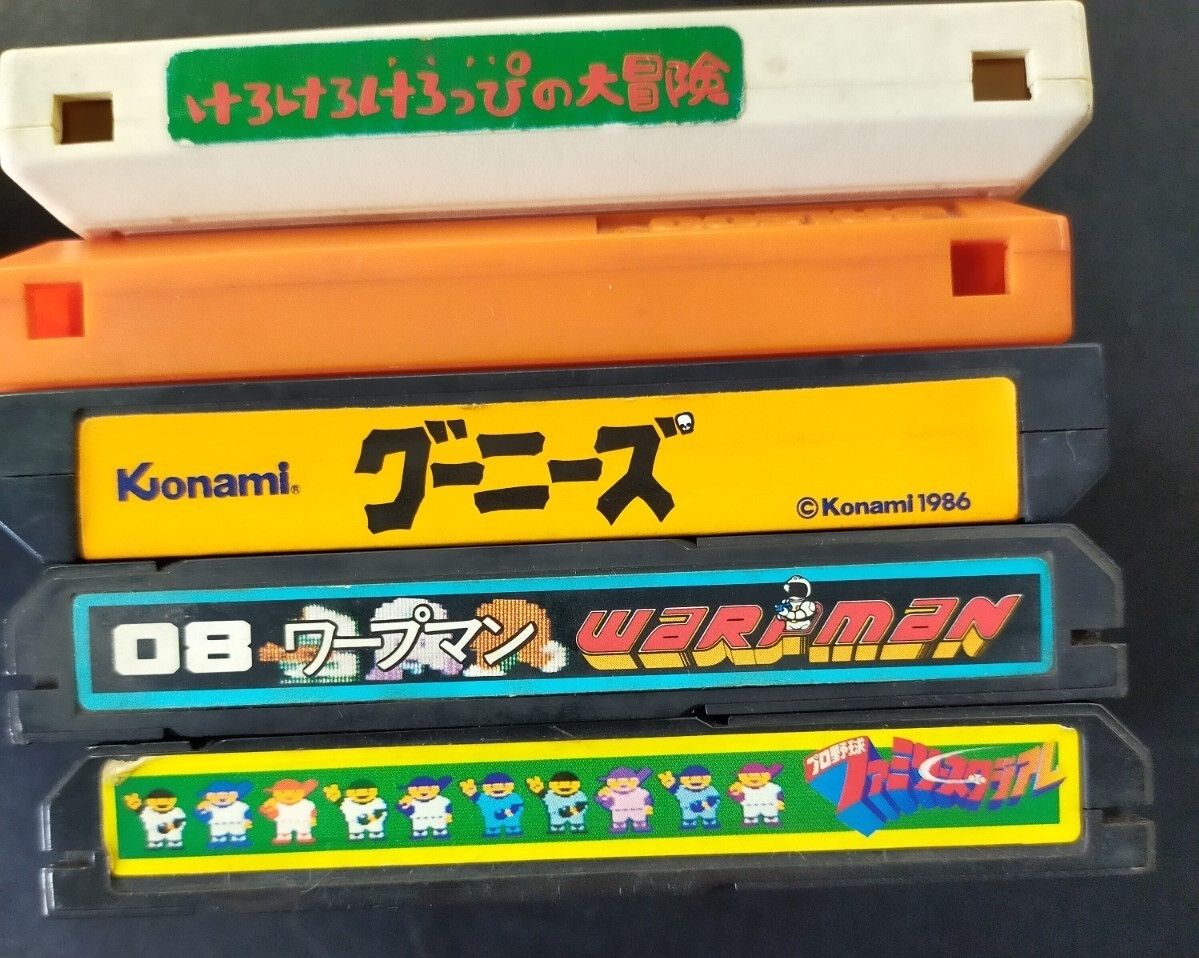 けろけろけろっぴの大冒険
Konami®
グーニーズ
©Konami 1986
08 ワープマン WARPMAN
プロ野球
ファミリースタジアム